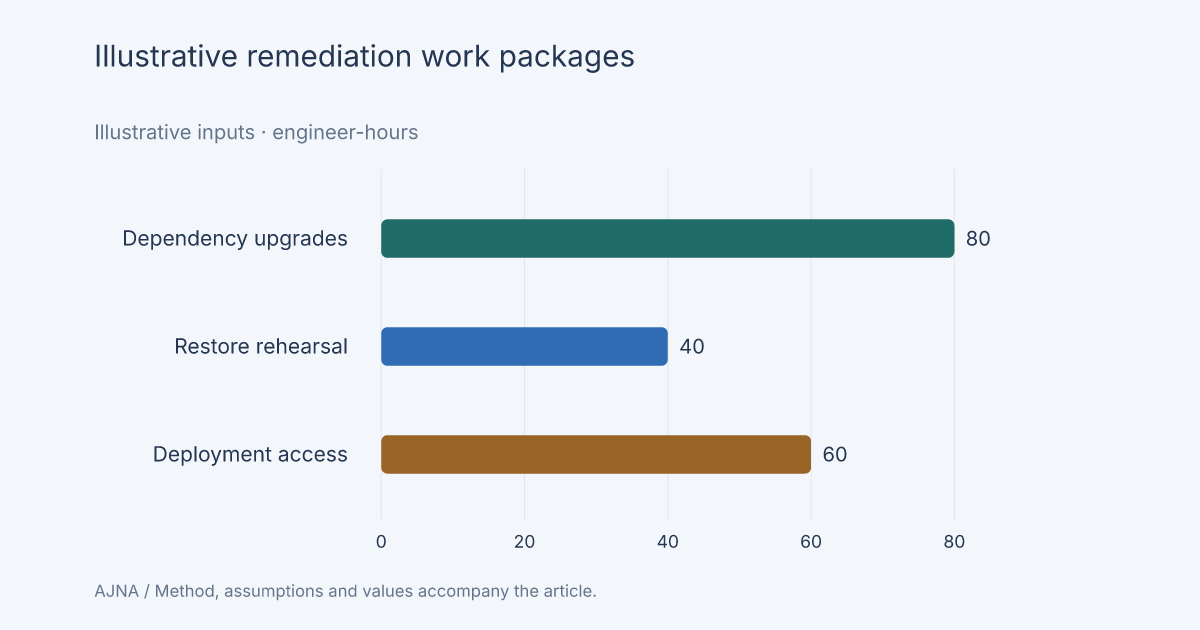 Illustrative remediation work packages
Illustrative inputs · engineer-hours
Dependency upgrades 80
Restore rehearsal 40
Deployment access 60
0 20 40 60 80
AJNA / Method, assumptions and values accompany the article.